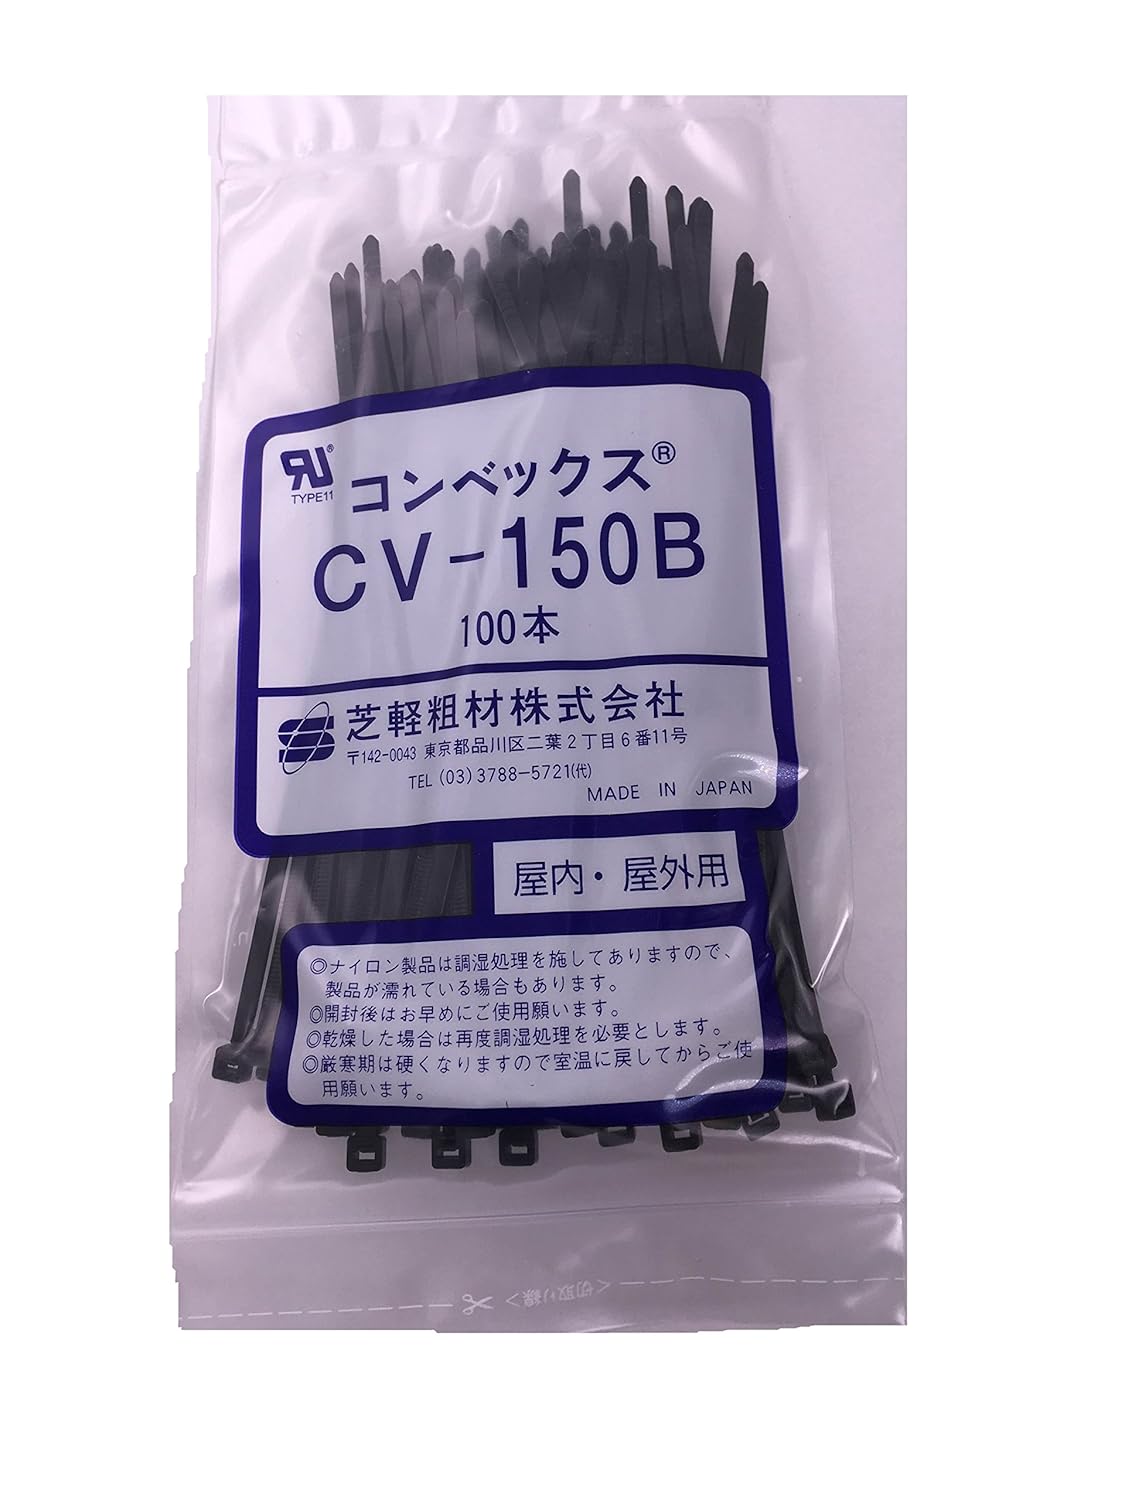 RU®
TYPE11
コンベックス®
CV-150B
100本
芝軽粗材株式会社
〒142-0043 東京都品川区二葉2丁目6番11号
TEL (03) 3788-5721(代)
MADE IN JAPAN
屋内・屋外用
◎ナイロン製品は調湿処理を施してありますので、
製品が濡れている場合もあります。
◎開封後はお早めにご使用願います。
◎乾燥した場合は再度調湿処理を必要とします。
◎厳寒期は硬くなりますので室温に戻してからご使
用願います。
<切取り線>